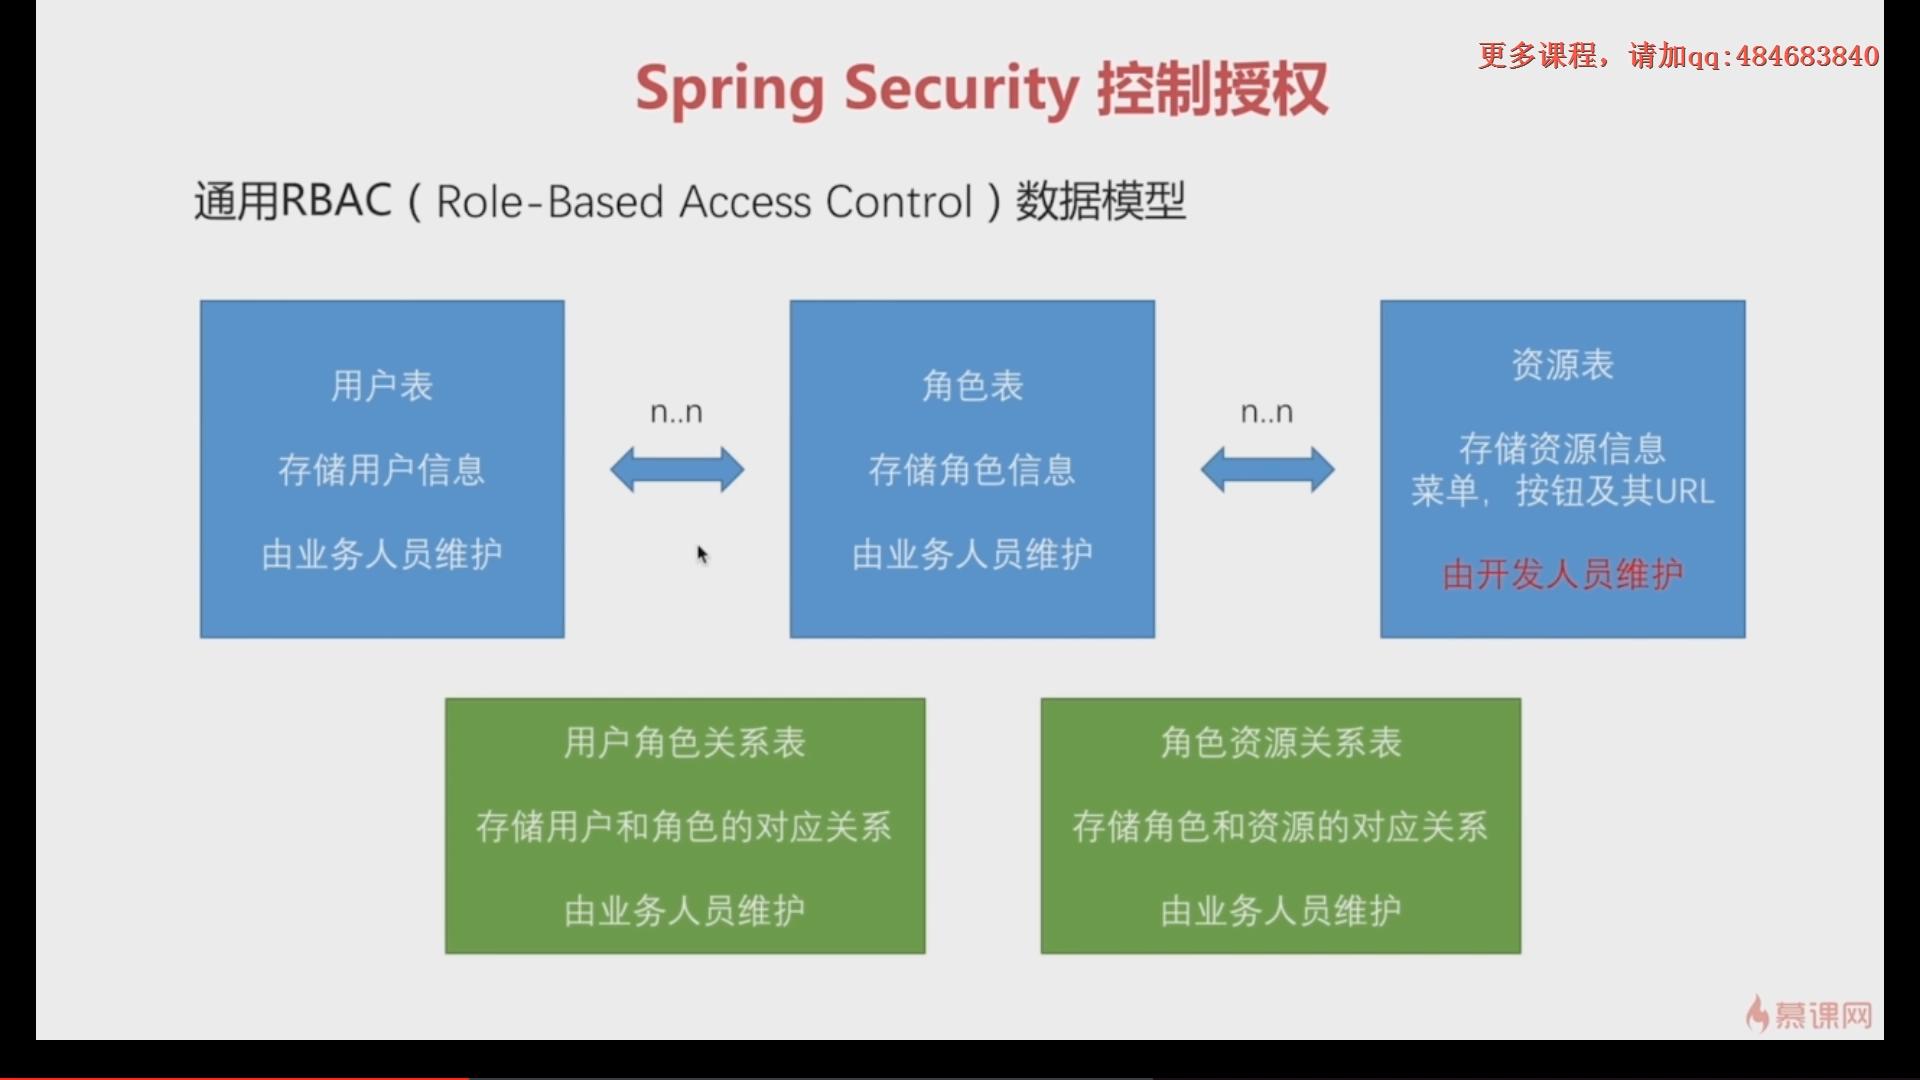 更多课程，请加qq:484683840
Spring Security 控制授权
通用RBAC（Role-Based Access Control）数据模型
用户表
存储用户信息
由业务人员维护
n..n
角色表
存储角色信息
由业务人员维护
n..n
资源表
存储资源信息
菜单，按钮及其URL
由开发人员维护
用户角色关系表
存储用户和角色的对应关系
由业务人员维护
角色资源关系表
存储角色和资源的对应关系
由业务人员维护
慕课网